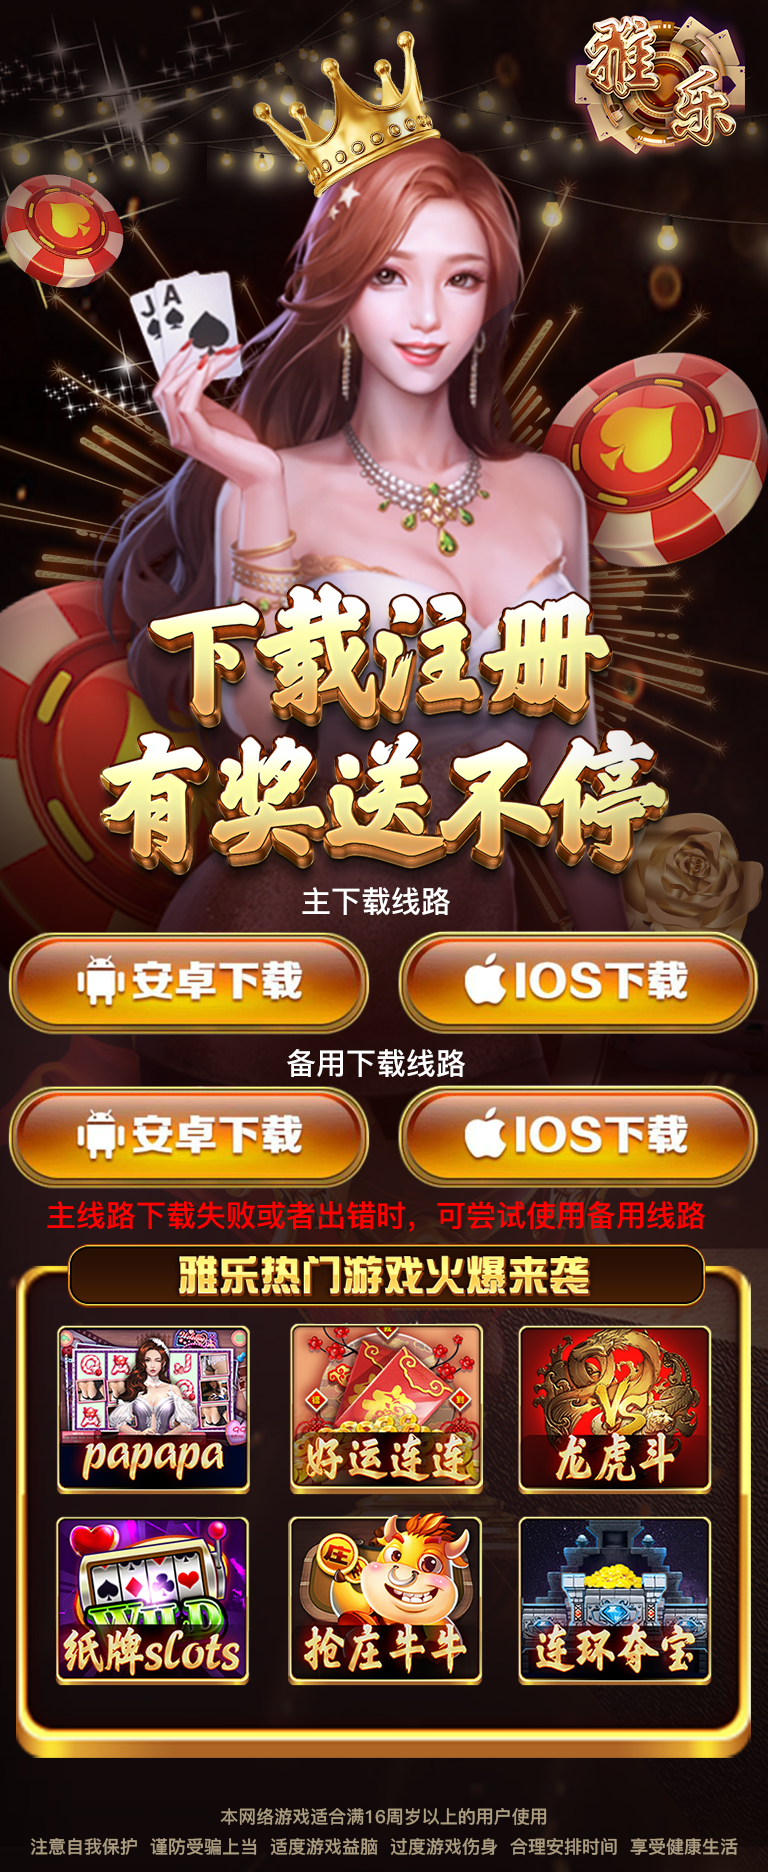 雅乐
JA
下载注册
有奖送不停
主下载线路
安卓下载 IOS下载
备用下载线路
安卓下载 IOS下载
主线路下载失败或者出错时，可尝试使用备用线路
雅乐热门游戏火爆来袭
papapa 好运连连 VS 龙虎斗
WILD 纸牌slots 庄 抢庄牛牛 连环夺宝
本网络游戏适合满16周岁以上的用户使用
注意自我保护 谨防受骗上当 适度游戏益脑 过度游戏伤身 合理安排时间 享受健康生活